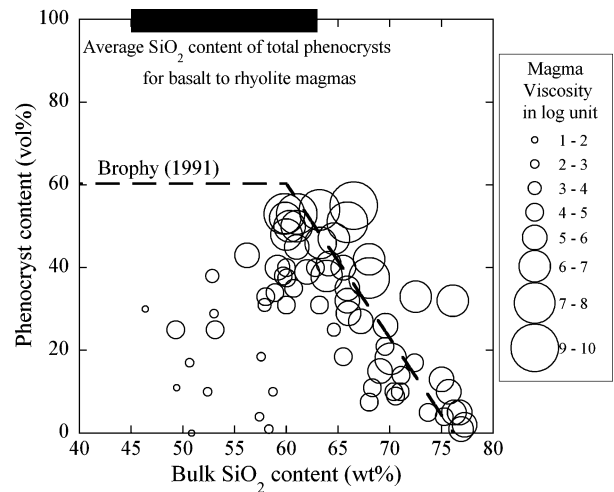 100
Average SiO2 content of total phenocrysts
for basalt to rhyolite magmas
80
60
Brophy (1991)
40
20
0
Phenocryst content (vol%)
40 45 50 55 60 65 70 75 80
Bulk SiO2 content (wt%)
Magma
Viscosity
in log unit
1 - 2
2 - 3
3 - 4
4 - 5
5 - 6
6 - 7
7 - 8
9 - 10